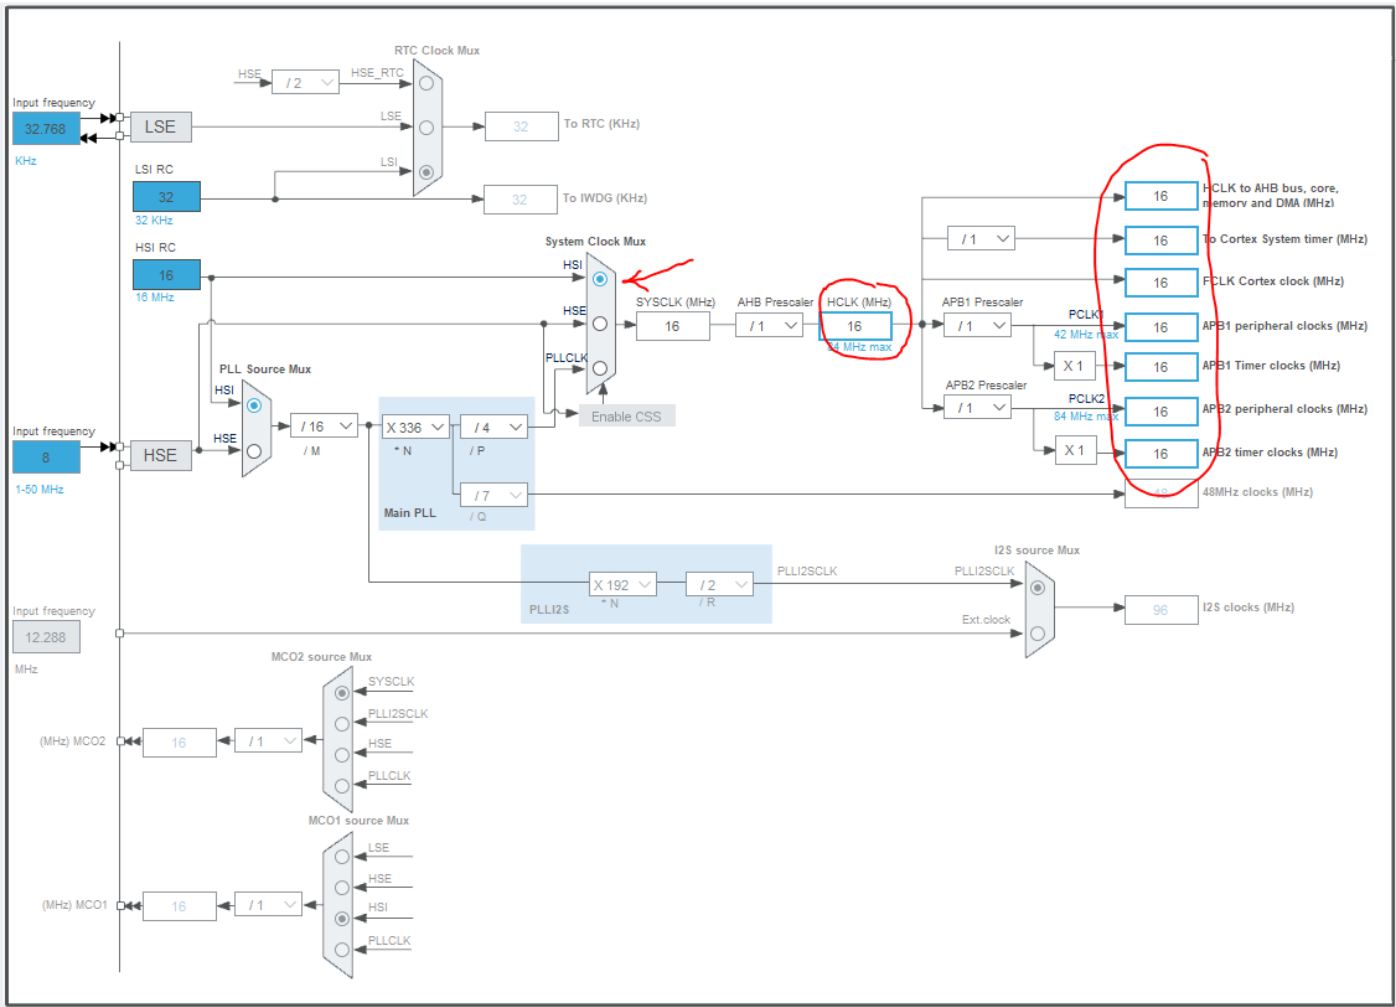 RTC Clock Mux
HSE
/ 2
HSE_RTC
Input frequency
32.768
KHz
LSE
LSE
32
To RTC (KHz)
LSI RC
LSI
32
32 KHz
32
To IWDG (KHz)
HSI RC
16
16 MHz
System Clock Mux
HSI
HSE
PLLCLK
Enable CSS
SYSCLK (MHz)
16
AHB Prescaler
/ 1
HCLK (MHz)
16
84 MHz max
APB1 Prescaler
/ 1
PCLK1
42 MHz max
X 1
APB2 Prescaler
/ 1
PCLK2
84 MHz max
X 1
/ 1
16
HCLK to AHB bus, core,
memory and DMA (MHz)
16
To Cortex System timer (MHz)
16
FCLK Cortex clock (MHz)
16
APB1 peripheral clocks (MHz)
16
APB1 Timer clocks (MHz)
16
APB2 peripheral clocks (MHz)
16
APB2 timer clocks (MHz)
48
48MHz clocks (MHz)
PLL Source Mux
HSI
HSE
Input frequency
8
1-50 MHz
HSE
/ 16
/ M
X 336
* N
/ 4
/ P
/ 7
/ Q
Main PLL
X 192
* N
/ 2
/ R
PLLI2S
PLLI2SCLK
I2S source Mux
PLLI2SCLK
Ext.clock
96
I2S clocks (MHz)
Input frequency
12.288
MHz
MCO2 source Mux
SYSCLK
PLLI2SCLK
HSE
PLLCLK
(MHz) MCO2
16
/ 1
MCO1 source Mux
LSE
HSE
HSI
PLLCLK
(MHz) MCO1
16
/ 1